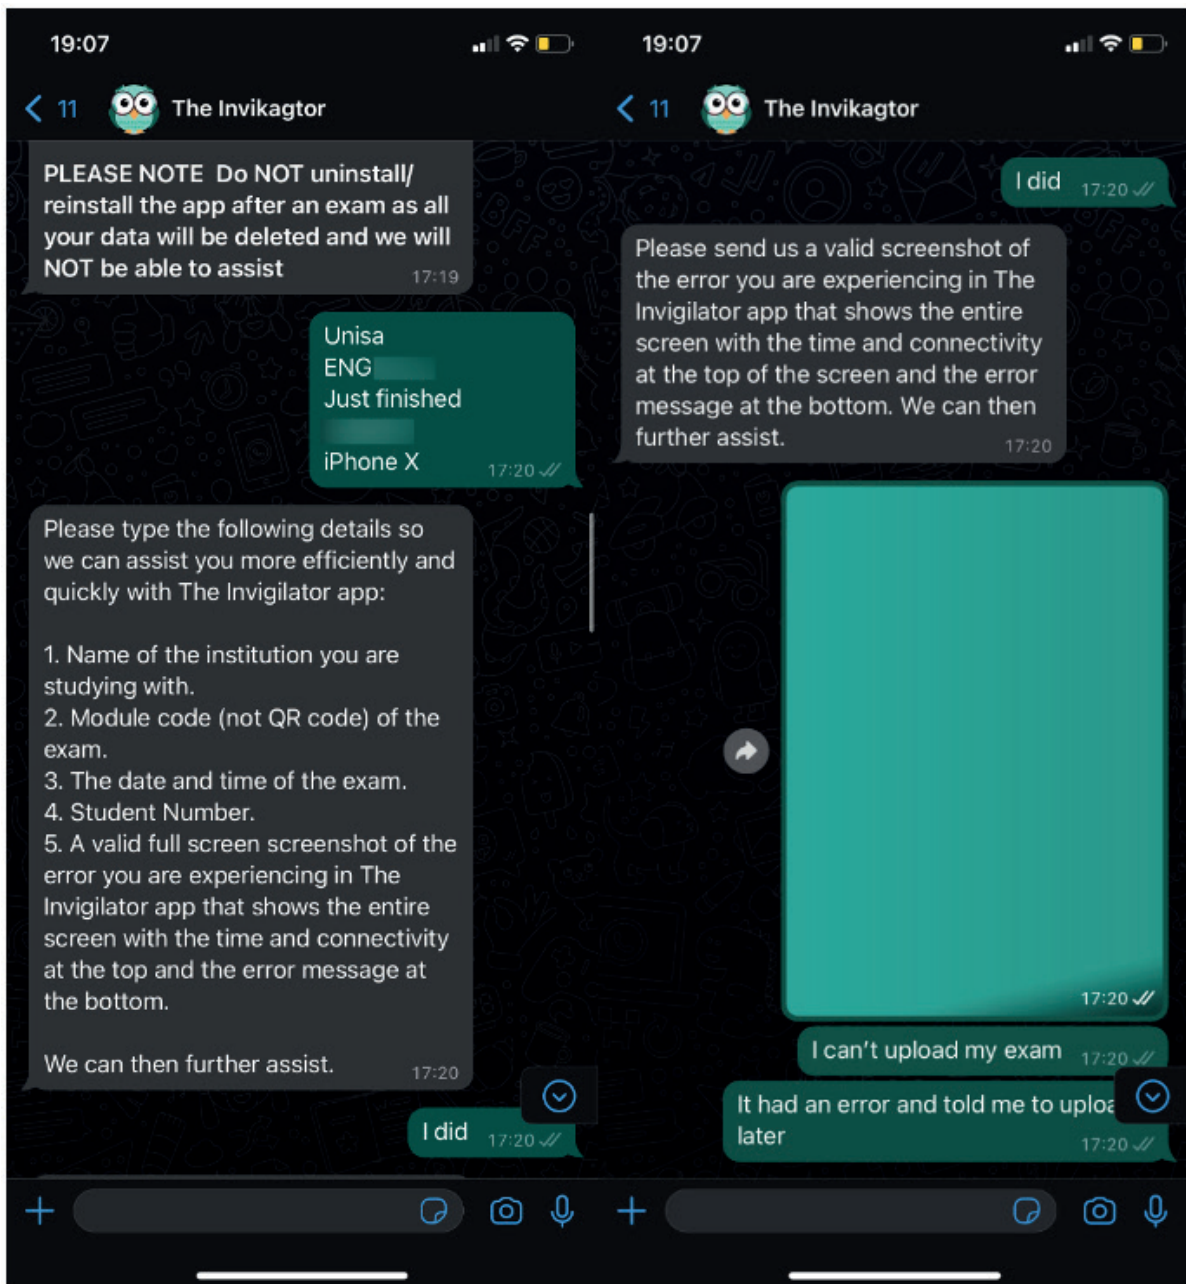 19:07
11
The Invikagtor
PLEASE NOTE  Do NOT uninstall/
reinstall the app after an exam as all
your data will be deleted and we will
NOT be able to assist
17:19
Unisa
ENG
Just finished
iPhone X
17:20
Please type the following details so
we can assist you more efficiently and
quickly with The Invigilator app:
1. Name of the institution you are
studying with.
2. Module code (not QR code) of the
exam.
3. The date and time of the exam.
4. Student Number.
5. A valid full screen screenshot of the
error you are experiencing in The
Invigilator app that shows the entire
screen with the time and connectivity
at the top and the error message at
the bottom.
We can then further assist.
17:20
I did
17:20
19:07
11
The Invikagtor
I did
17:20
Please send us a valid screenshot of
the error you are experiencing in The
Invigilator app that shows the entire
screen with the time and connectivity
at the top of the screen and the error
message at the bottom. We can then
further assist.
17:20
17:20
I can't upload my exam
17:20
It had an error and told me to uploa
later
17:20